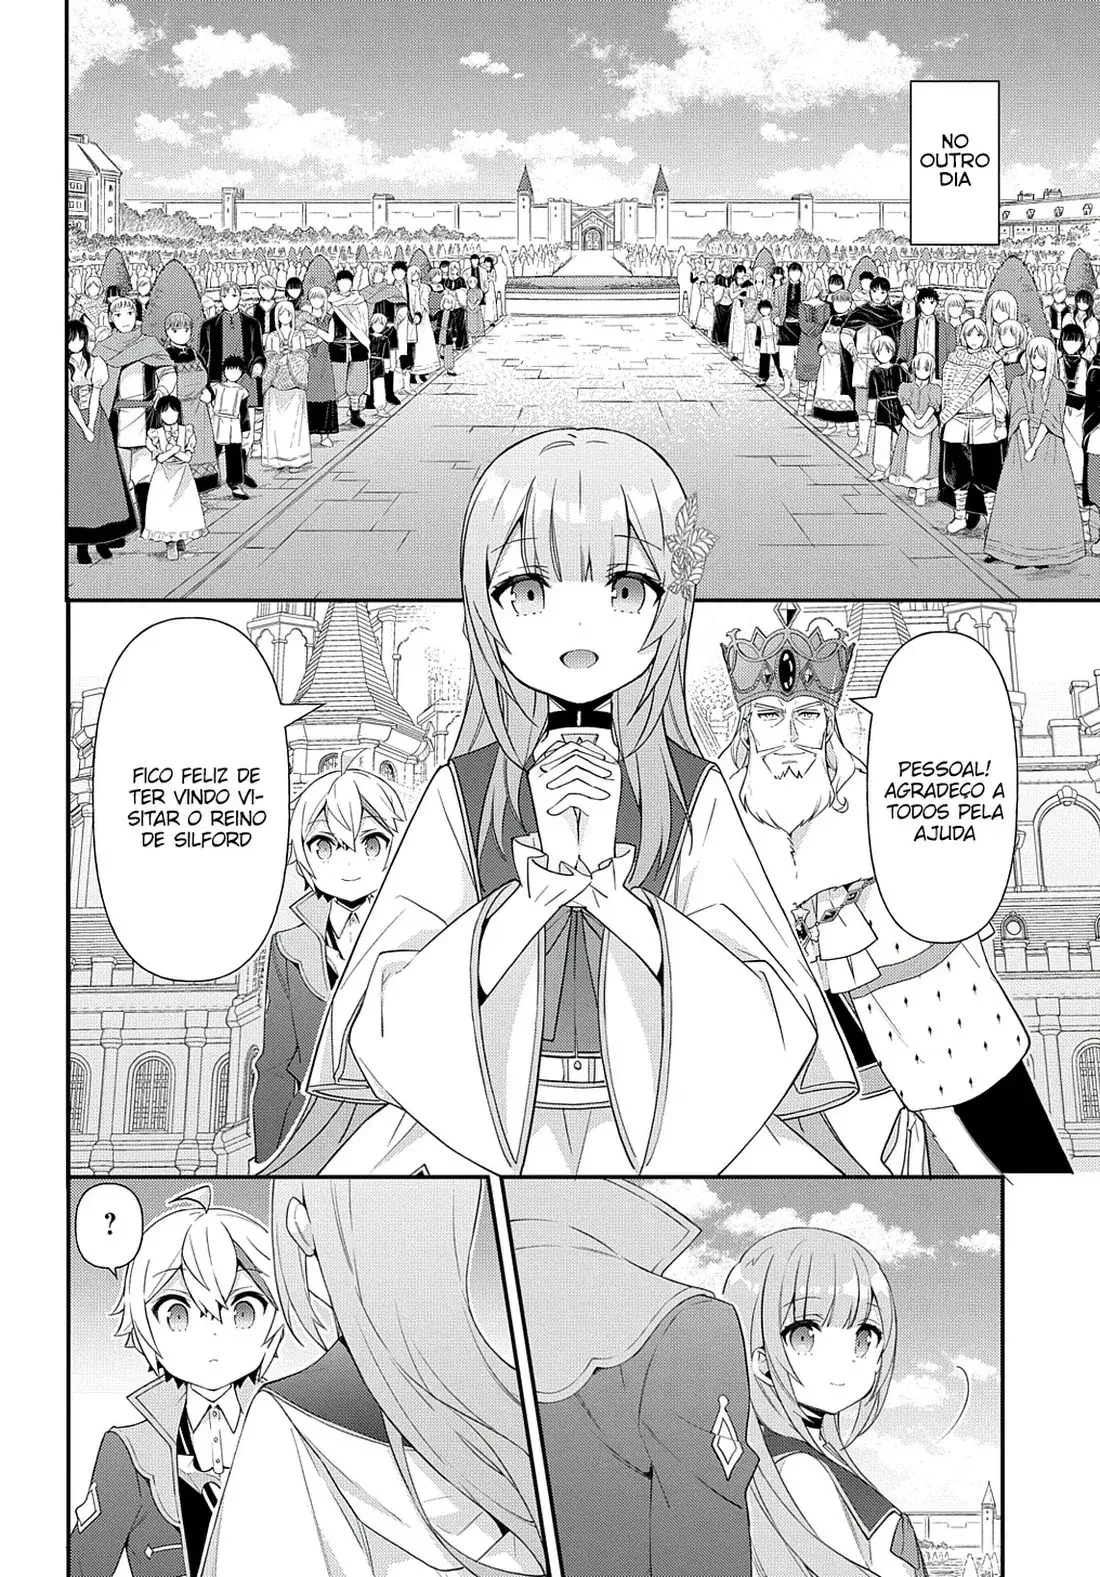 NO
OUTRO
DIA
PESSOAL!
AGRADEÇO A
TODOS PELA
AJUDA
FICO FELIZ DE
TER VINDO VI-
SITAR O REINO
DE SILFORD
?